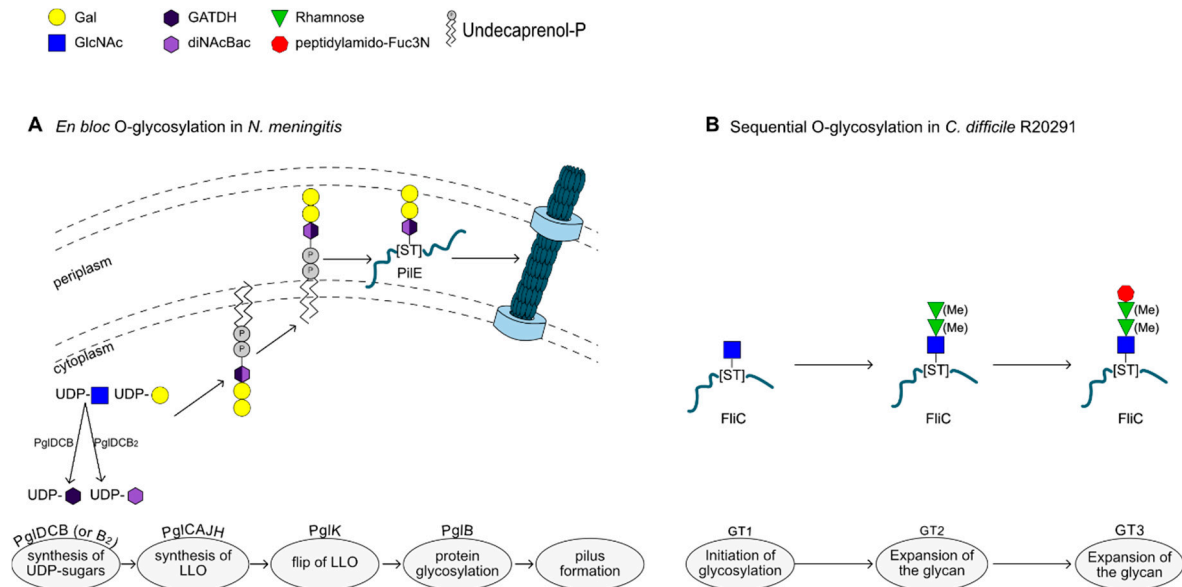 Gal
GATDH
Rhamnose
GlcNAc
diNAcBac
peptidylamido-Fuc3N
P
Undecaprenol-P
A En bloc O-glycosylation in N. meningitis
B Sequential O-glycosylation in C. difficile R20291
periplasm
cytoplasm
P
P
[ST]
PilE
P
P
UDP-
UDP-
PglDCB
PglDCB2
UDP-
UDP-
(Me)
(Me)
(Me)
(Me)
[ST]
[ST]
[ST]
FliC
FliC
FliC
PglDCB (or B2)
synthesis of
UDP-sugars
PglCAJH
synthesis of
LLO
PglK
flip of LLO
PglB
protein
glycosylation
pilus
formation
GT1
Initiation of
glycosylation
GT2
Expansion of
the glycan
GT3
Expansion of
the glycan